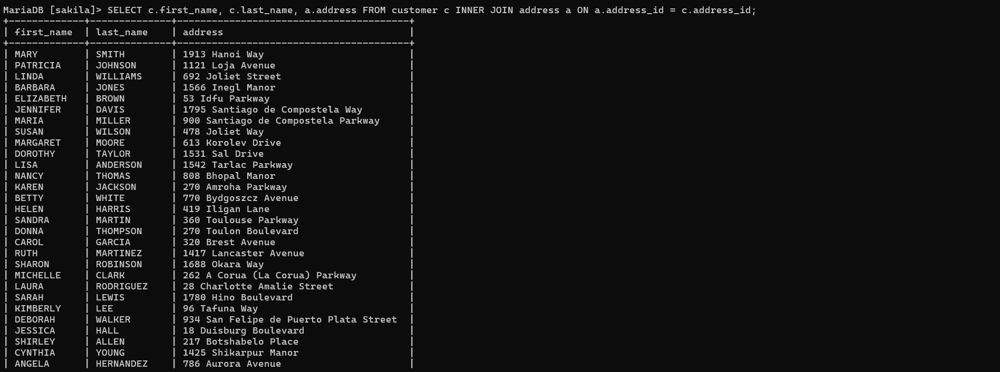 MariaDB [sakila]> SELECT c.first_name, c.last_name, a.address FROM customer c INNER JOIN address a ON a.address_id = c.address_id;
+-------------+--------------+----------------------------------------+
| first_name  | last_name    | address                                |
+-------------+--------------+----------------------------------------+
| MARY        | SMITH        | 1913 Hanoi Way                         |
| PATRICIA    | JOHNSON      | 1121 Loja Avenue                       |
| LINDA       | WILLIAMS     | 692 Joliet Street                      |
| BARBARA     | JONES        | 1566 Inegl Manor                       |
| ELIZABETH   | BROWN        | 53 Idfu Parkway                        |
| JENNIFER    | DAVIS        | 1795 Santiago de Compostela Way        |
| MARIA       | MILLER       | 900 Santiago de Compostela Parkway     |
| SUSAN       | WILSON       | 478 Joliet Way                         |
| MARGARET    | MOORE        | 613 Korolev Drive                      |
| DOROTHY     | TAYLOR       | 1531 Sal Drive                         |
| LISA        | ANDERSON     | 1542 Tarlac Parkway                    |
| NANCY       | THOMAS       | 808 Bhopal Manor                       |
| KAREN       | JACKSON      | 270 Amroha Parkway                     |
| BETTY       | WHITE        | 770 Bydgoszcz Avenue                   |
| HELEN       | HARRIS       | 419 Iligan Lane                        |
| SANDRA      | MARTIN       | 360 Toulouse Parkway                   |
| DONNA       | THOMPSON     | 270 Toulon Boulevard                   |
| CAROL       | GARCIA       | 320 Brest Avenue                       |
| RUTH        | MARTINEZ     | 1417 Lancaster Avenue                  |
| SHARON      | ROBINSON     | 1688 Okara Way                         |
| MICHELLE    | CLARK        | 262 A Corua (La Corua) Parkway         |
| LAURA       | RODRIGUEZ    | 28 Charlotte Amalie Street             |
| SARAH       | LEWIS        | 1780 Hino Boulevard                    |
| KIMBERLY    | LEE          | 96 Tafuna Way                          |
| DEBORAH     | WALKER       | 934 San Felipe de Puerto Plata Street  |
| JESSICA     | HALL         | 18 Duisburg Boulevard                  |
| SHIRLEY     | ALLEN        | 217 Botshabelo Place                   |
| CYNTHIA     | YOUNG        | 1425 Shikarpur Manor                   |
| ANGELA      | HERNANDEZ    | 786 Aurora Avenue                      |